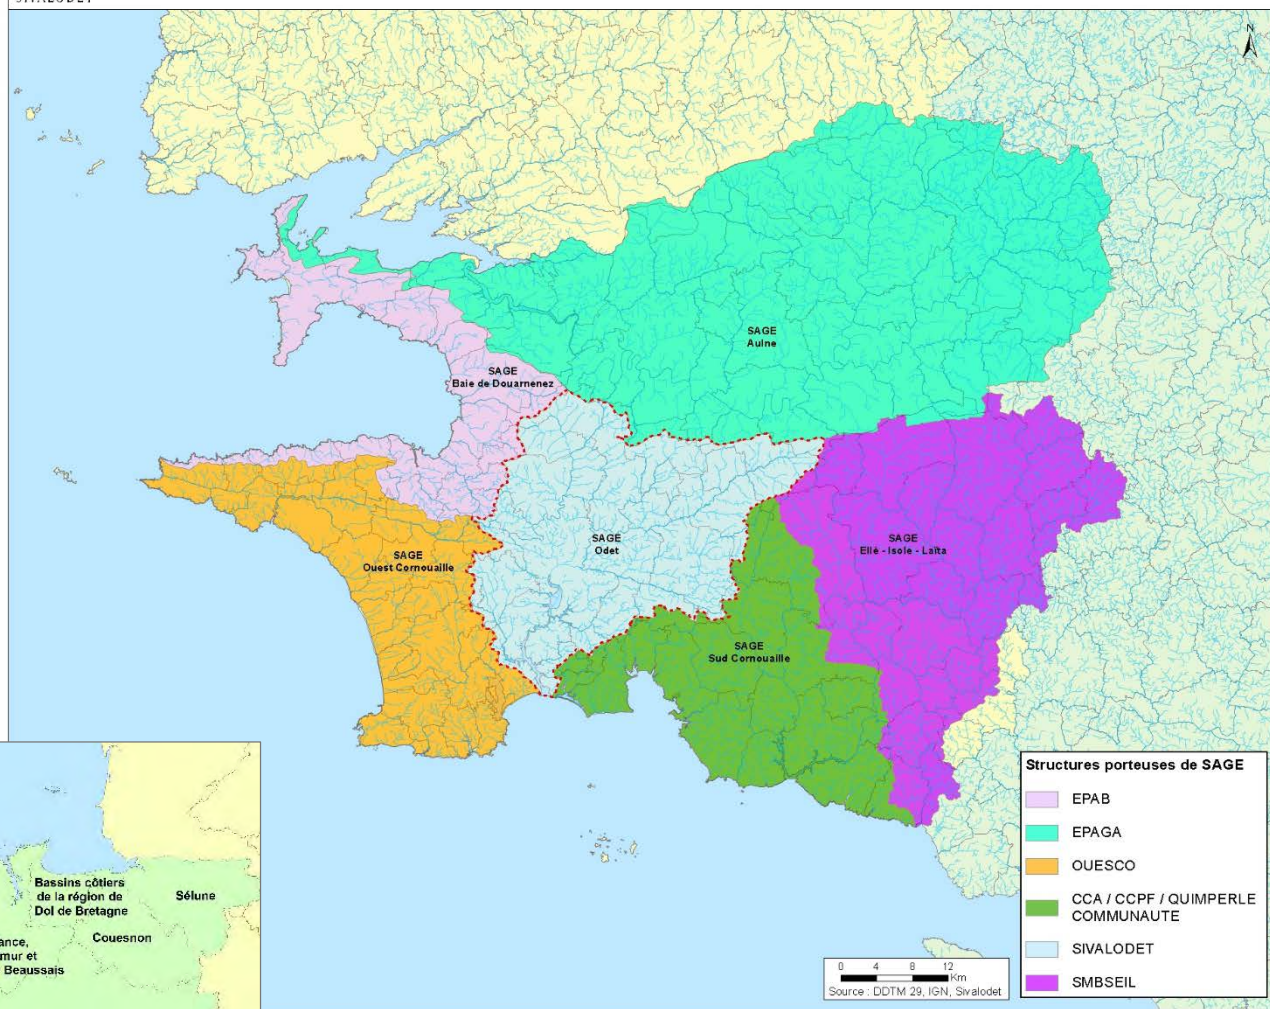 N
SAGE
Aulne
SAGE
Baie de Douarnenez
SAGE
Odet
SAGE
Ellé - Isole - Laïta
SAGE
Ouest Cornouaille
SAGE
Sud Cornouaille
Structures porteuses de SAGE
EPAB
EPAGA
OUESCO
CCA / CCPF / QUIMPERLE
COMMUNAUTE
SIVALODET
SMBSEIL
0 4 8 12
Km
Source : DDTM 29, IGN, Sivalodet
Bassins côtiers
de la région de
Dol de Bretagne
Sélune
Couesnon
mur et
Beaussais